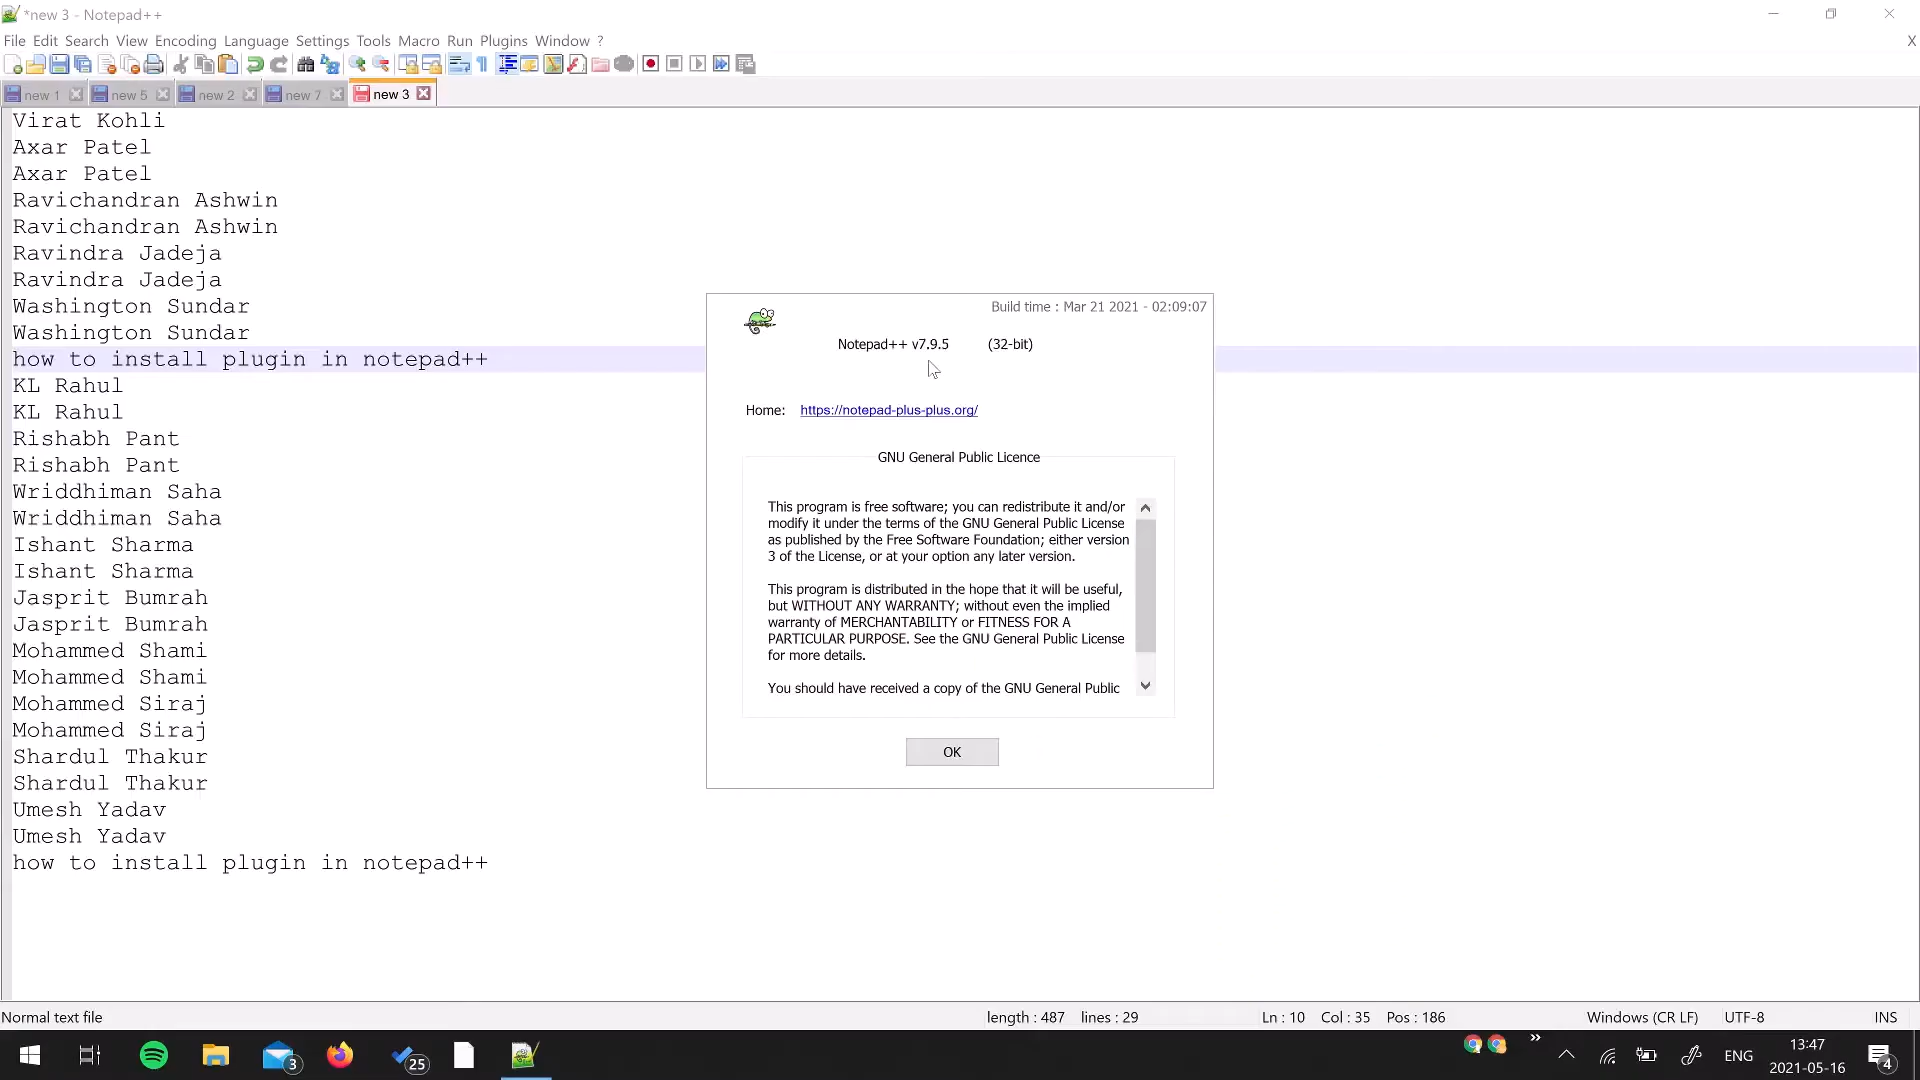 *new 3 - Notepad++
File Edit Search View Encoding Language Settings Tools Macro Run Plugins Window ? X
new 1 new 5 new 2 new 7 new 3
Virat Kohli
Axar Patel
Axar Patel
Ravichandran Ashwin
Ravichandran Ashwin
Ravindra Jadeja
Ravindra Jadeja
Washington Sundar
Washington Sundar
how to install plugin in notepad++
KL Rahul
KL Rahul
Rishabh Pant
Rishabh Pant
Wriddhiman Saha
Wriddhiman Saha
Ishant Sharma
Ishant Sharma
Jasprit Bumrah
Jasprit Bumrah
Mohammed Shami
Mohammed Shami
Mohammed Siraj
Mohammed Siraj
Shardul Thakur
Shardul Thakur
Umesh Yadav
Umesh Yadav
how to install plugin in notepad++
Build time : Mar 21 2021 - 02:09:07
Notepad++ v7.9.5 (32-bit)
Home: https://notepad-plus-plus.org/
GNU General Public Licence
This program is free software; you can redistribute it and/or
modify it under the terms of the GNU General Public License
as published by the Free Software Foundation; either version
3 of the License, or at your option any later version.
This program is distributed in the hope that it will be useful,
but WITHOUT ANY WARRANTY; without even the implied
warranty of MERCHANTABILITY or FITNESS FOR A
PARTICULAR PURPOSE. See the GNU General Public License
for more details.
You should have received a copy of the GNU General Public
OK
Normal text file length : 487 lines : 29 Ln : 10 Col : 35 Pos : 186 Windows (CR LF) UTF-8 INS
3 25 ENG 13:47 4
2021-05-16